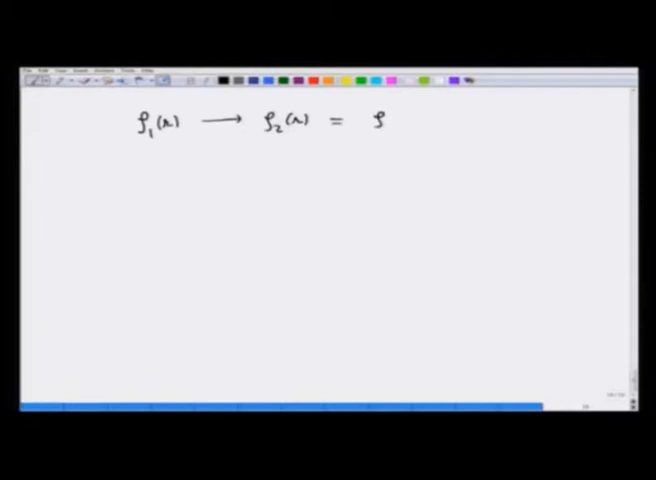 ρ₁(r) ⟶ ρ₂(r) = ρ